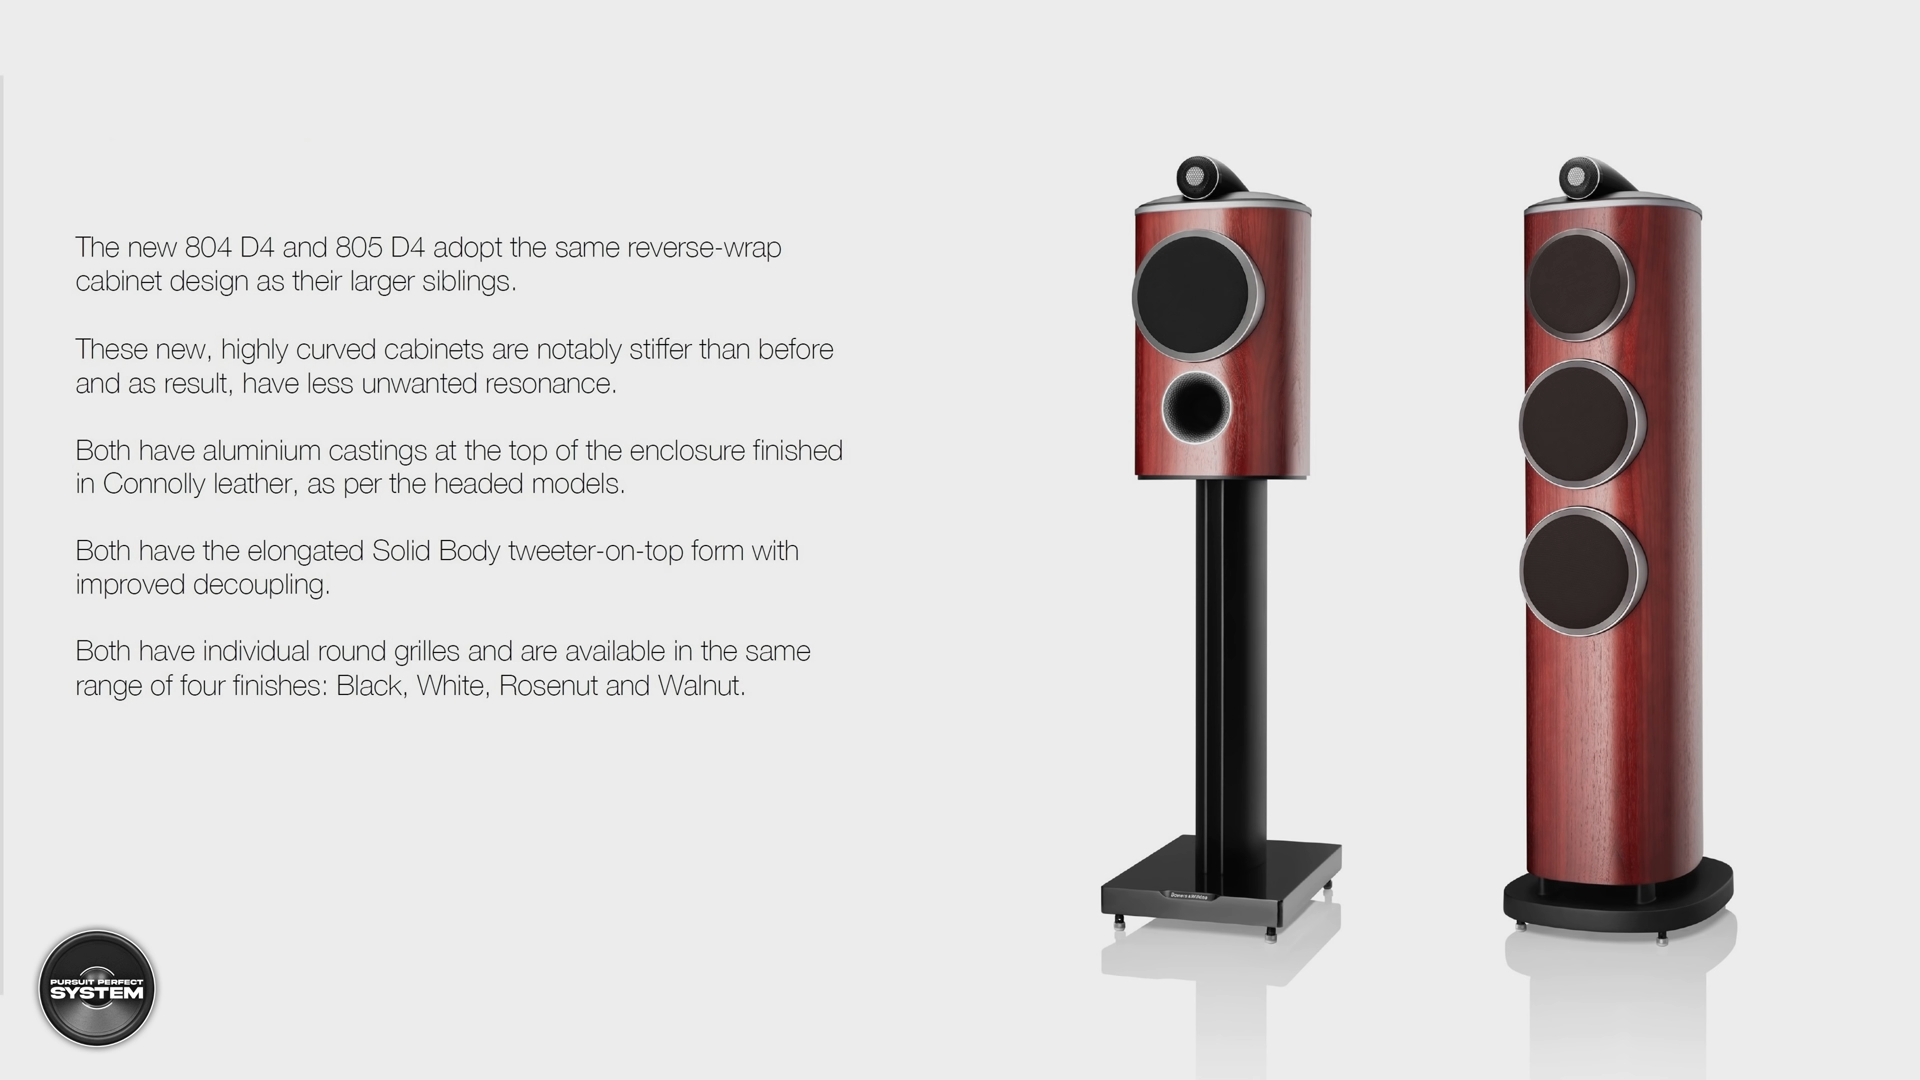 The new 804 D4 and 805 D4 adopt the same reverse-wrap
cabinet design as their larger siblings.
These new, highly curved cabinets are notably stiffer than before
and as result, have less unwanted resonance.
Both have aluminium castings at the top of the enclosure finished
in Connolly leather, as per the headed models.
Both have the elongated Solid Body tweeter-on-top form with
improved decoupling.
Both have individual round grilles and are available in the same
range of four finishes: Black, White, Rosenut and Walnut.
Bowers & Wilkins
PURSUIT PERFECT
SYSTEM